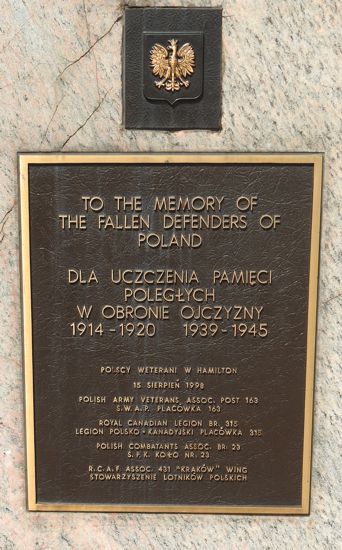 TO THE MEMORY OF
THE FALLEN DEFENDERS OF
POLAND
DLA UCZCZENIA PAMIĘCI
POLEGŁYCH
W OBRONIE OJCZYZNY
1914-1920 1939-1945
POLSCY WETERANI W HAMILTON
15 SIERPIEŃ 1998
POLISH ARMY VETERANS ASSOC. POST 163
S.W.A.P. PLACÓWKA 163
ROYAL CANADIAN LEGION BR. 315
LEGION POLSKO-KANADYJSKI PLACÓWKA 315
POLISH COMBATANTS ASSOC. BR. 23
S.P.K. KOŁO NR. 23
R.C.A.F ASSOC. 431 "KRAKÓW" WING
STOWARZYSZENIE LOTNIKÓW POLSKICH